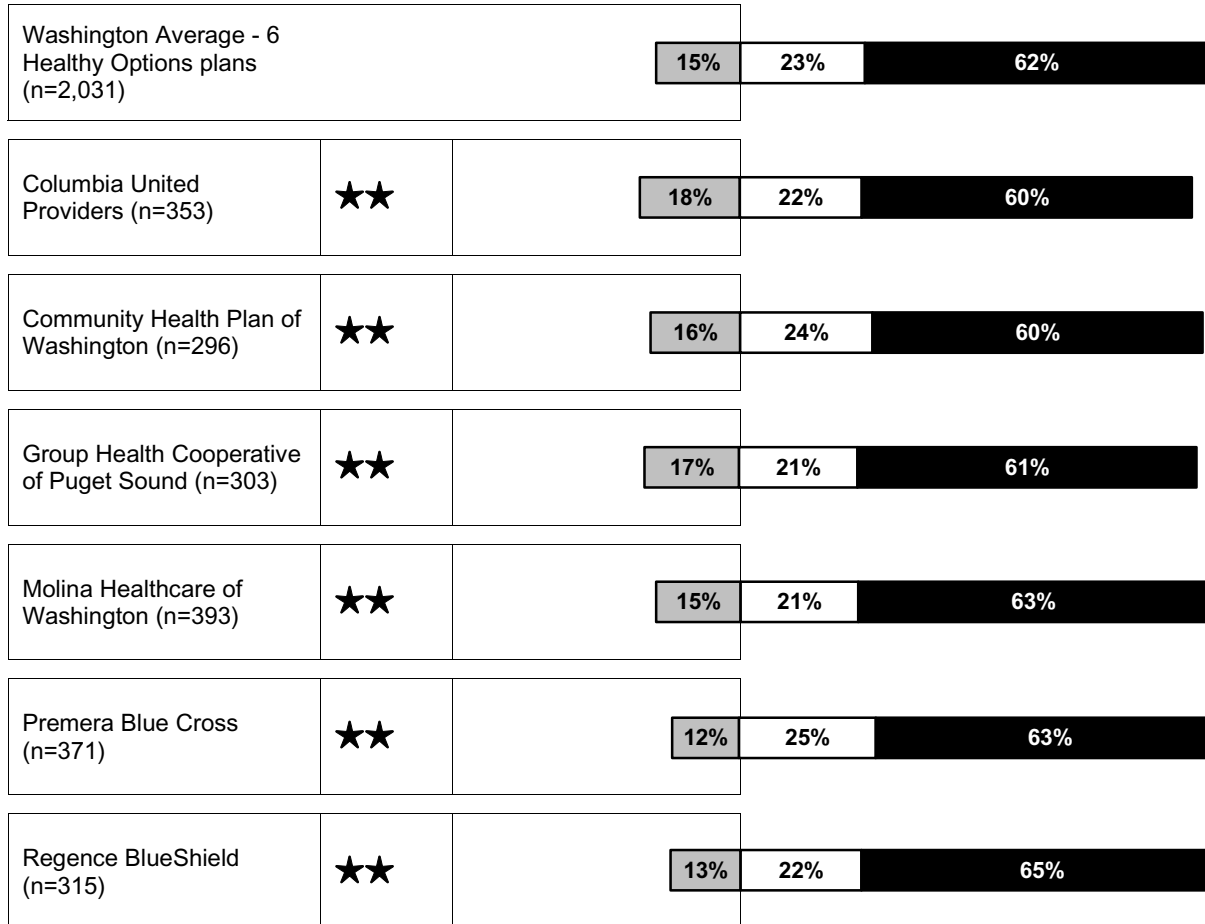 Washington Average - 6
Healthy Options plans
(n=2,031)
15% 23% 62%
Columbia United
Providers (n=353)
★★
18% 22% 60%
Community Health Plan of
Washington (n=296)
★★
16% 24% 60%
Group Health Cooperative
of Puget Sound (n=303)
★★
17% 21% 61%
Molina Healthcare of
Washington (n=393)
★★
15% 21% 63%
Premera Blue Cross
(n=371)
★★
12% 25% 63%
Regence BlueShield
(n=315)
★★
13% 22% 65%